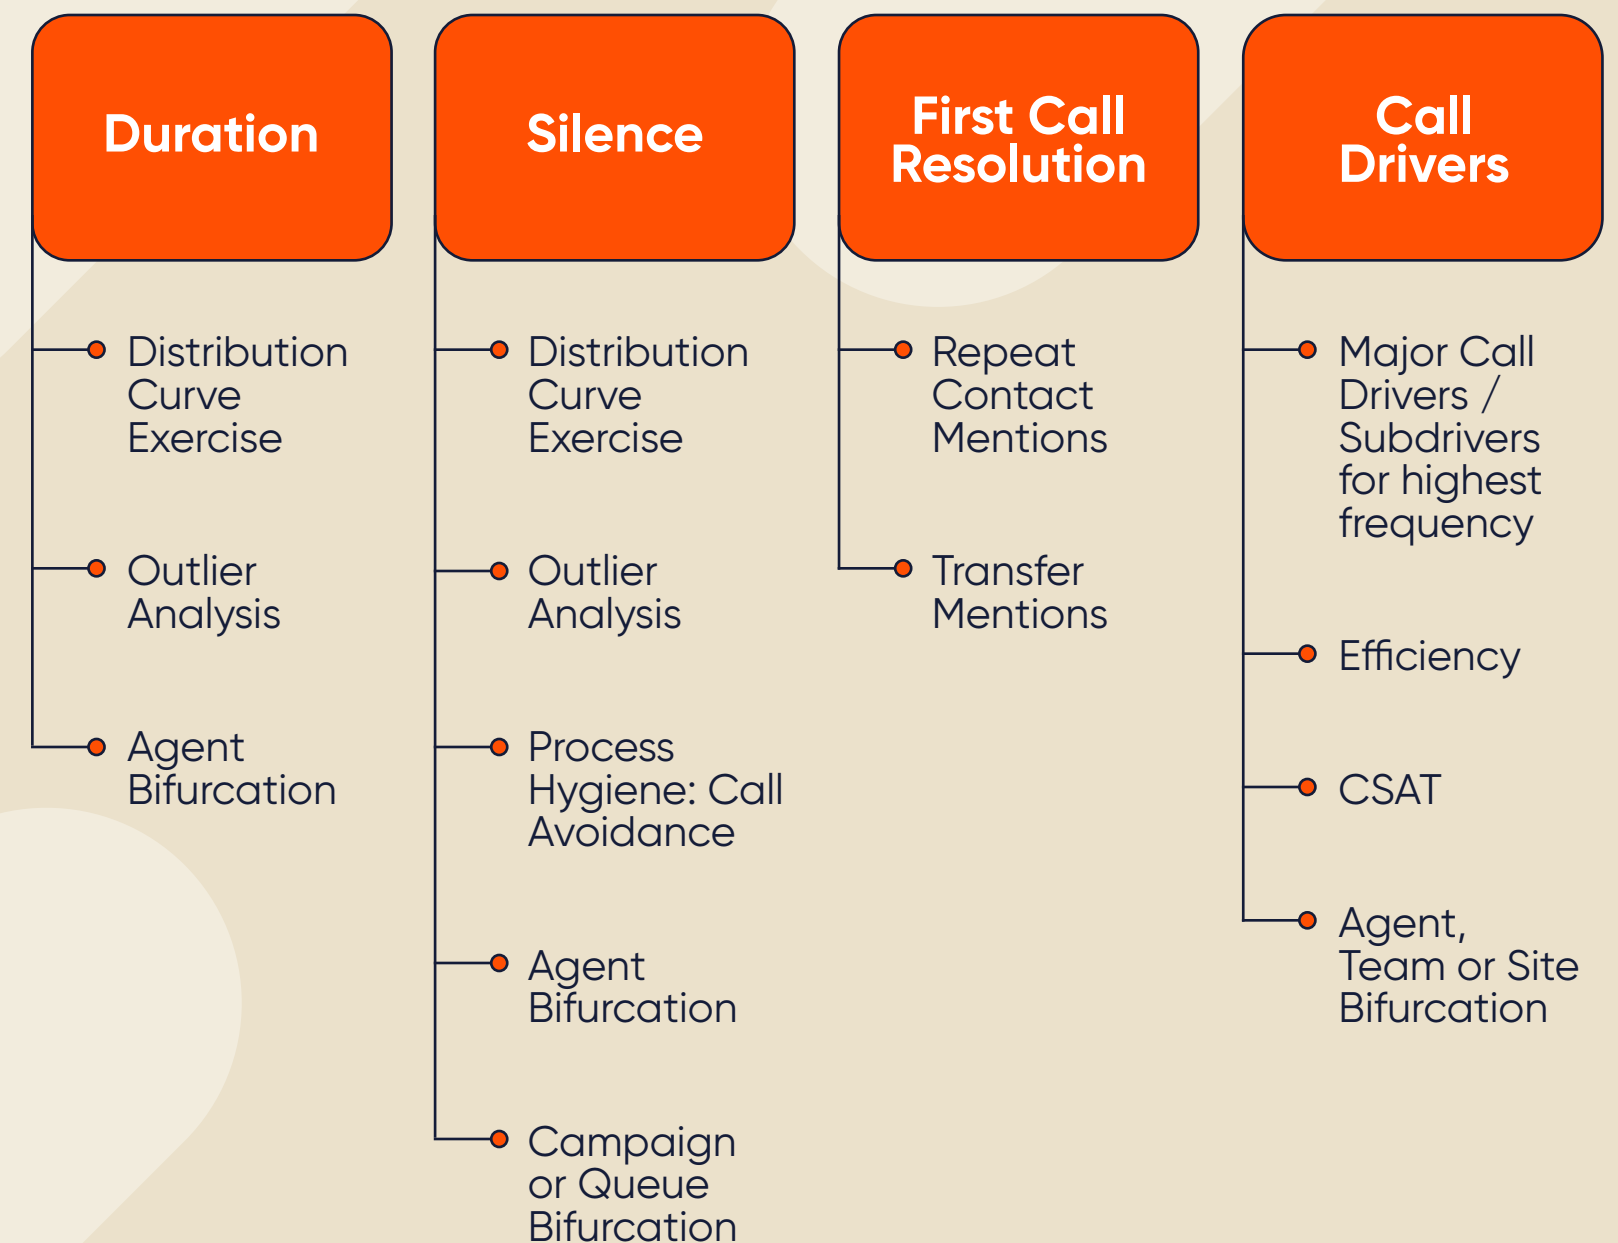 Duration
Distribution
Curve
Exercise
Outlier
Analysis
Agent
Bifurcation
Silence
Distribution
Curve
Exercise
Outlier
Analysis
Process
Hygiene: Call
Avoidance
Agent
Bifurcation
Campaign
or Queue
Bifurcation
First Call
Resolution
Repeat
Contact
Mentions
Transfer
Mentions
Call
Drivers
Major Call
Drivers /
Subdrivers
for highest
frequency
Efficiency
CSAT
Agent,
Team or Site
Bifurcation